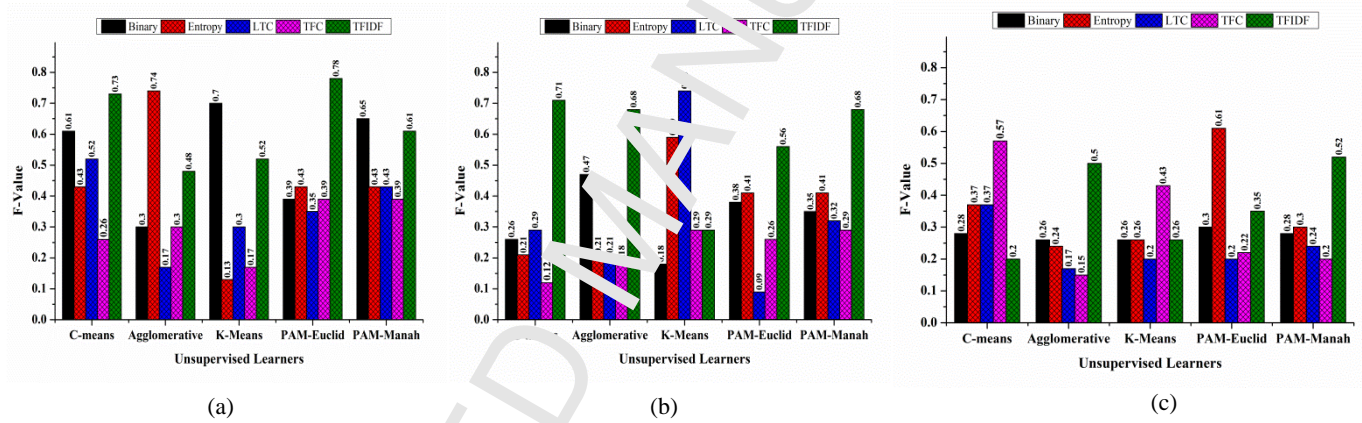 Binary Entropy LTC TFC TFIDF
F-Value
0.8
0.7
0.6
0.5
0.4
0.3
0.2
0.1
0.0
0.61 0.43 0.52 0.26 0.73
0.3 0.74 0.17 0.3 0.48
0.7 0.13 0.3 0.17 0.52
0.39 0.43 0.35 0.39 0.78
0.65 0.43 0.43 0.39 0.61
C-means Agglomerative K-Means PAM-Euclid PAM-Manah
Unsupervised Learners
(a)
Binary Entropy LTC TFC TFIDF
F-Value
0.8
0.7
0.6
0.5
0.4
0.3
0.2
0.1
0.0
0.26 0.21 0.29 0.12 0.71
0.47 0.21 0.21 0.18 0.68
0.18 0.29 0.29
0.38 0.41 0.09 0.26 0.56
0.35 0.41 0.32 0.29 0.68
Agglomerative K-Means PAM-Euclid PAM-Manah
Unsupervised Learners
(b)
Binary Entropy LTC TFC TFIDF
F-Value
0.8
0.7
0.6
0.5
0.4
0.3
0.2
0.1
0.0
0.28 0.37 0.37 0.57 0.2
0.26 0.24 0.17 0.15 0.5
0.26 0.26 0.2 0.43 0.26
0.3 0.61 0.2 0.22 0.35
0.28 0.3 0.24 0.2 0.52
C-means Agglomerative K-Means PAM-Euclid PAM-Manah
Unsupervised Learners
(c)